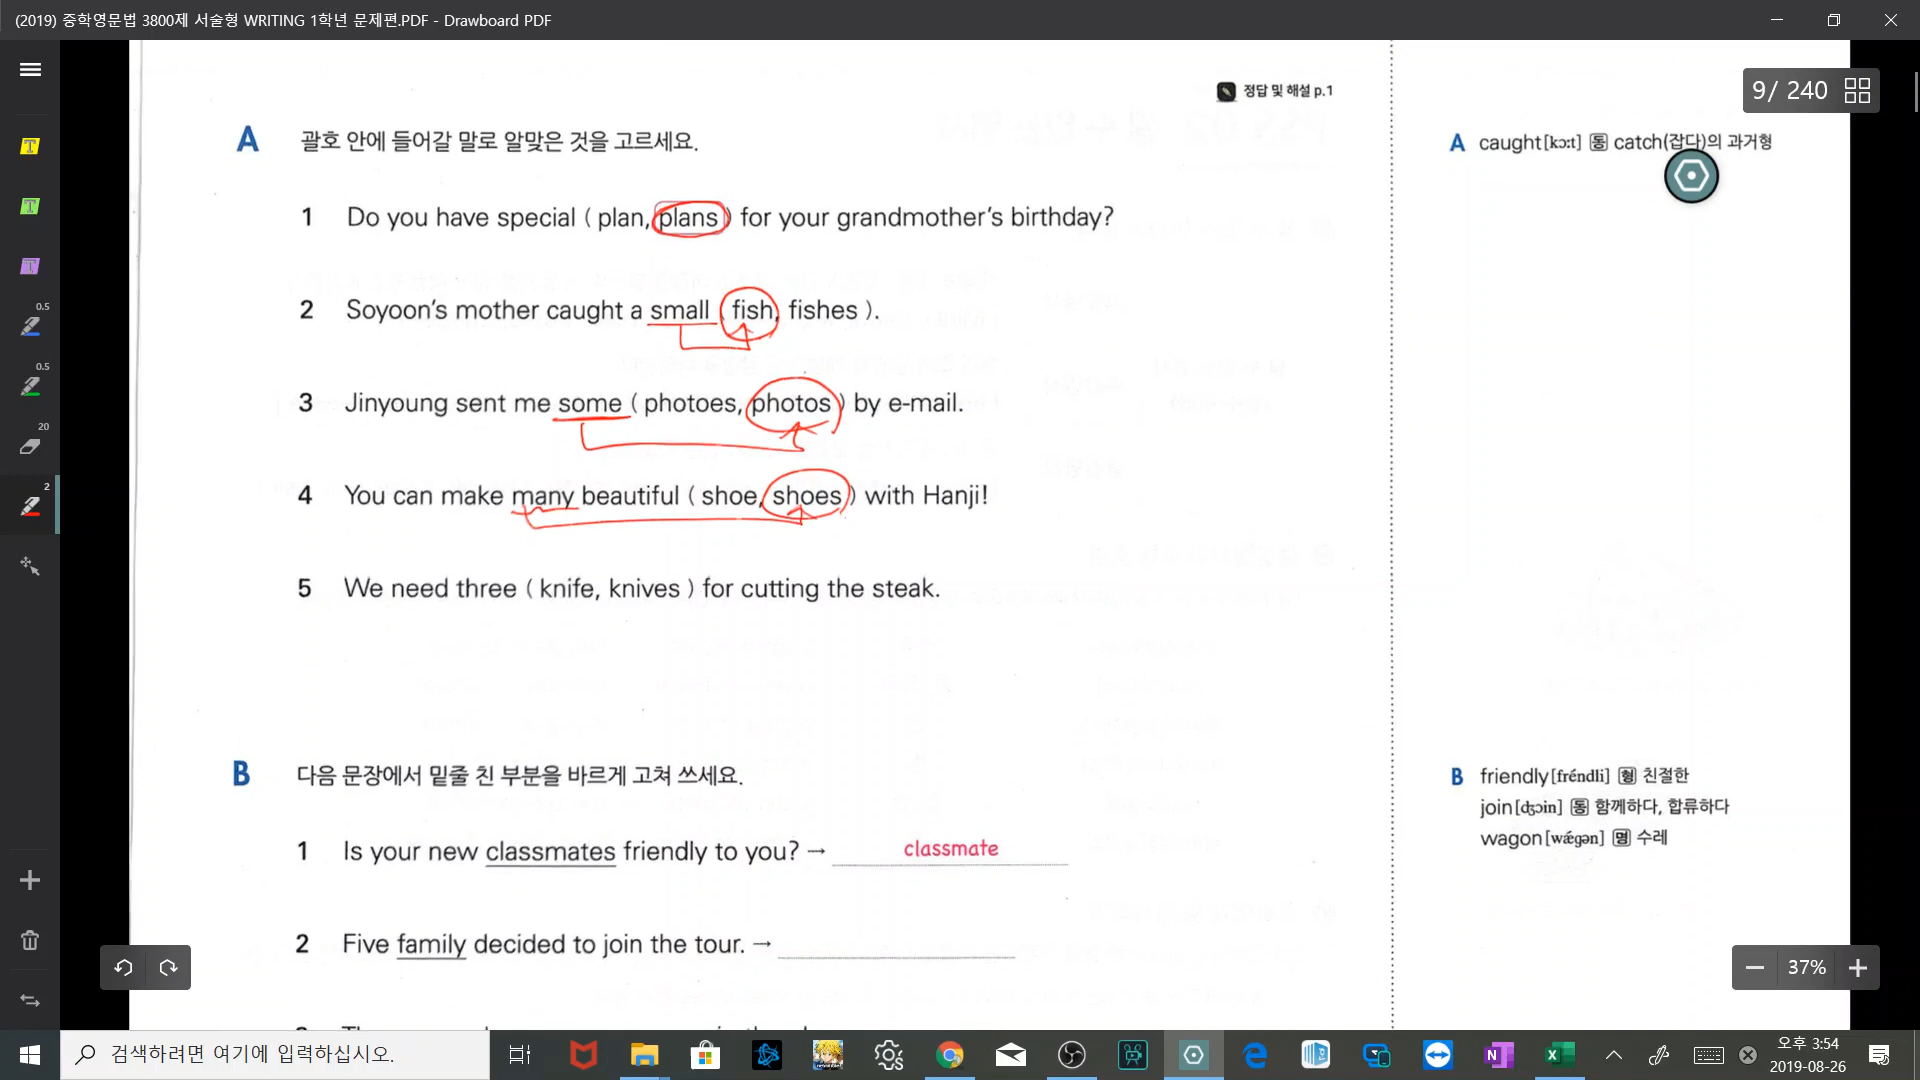 (2019) 중학영문법 3800제 서술형 WRITING 1학년 문제편.PDF - Drawboard PDF
9/ 240
정답 및 해설 p.1
A 괄호 안에 들어갈 말로 알맞은 것을 고르세요.
1 Do you have special ( plan, plans ) for your grandmother's birthday?
2 Soyoon's mother caught a small ( fish, fishes ).
3 Jinyoung sent me some ( photoes, photos ) by e-mail.
4 You can make many beautiful ( shoe, shoes ) with Hanji!
5 We need three ( knife, knives ) for cutting the steak.
A caught[kɔːt] 동 catch(잡다)의 과거형
B 다음 문장에서 밑줄 친 부분을 바르게 고쳐 쓰세요.
1 Is your new classmates friendly to you? → classmate
2 Five family decided to join the tour. →
B friendly[fréndli] 형 친절한
join[dʒɔin] 동 함께하다, 합류하다
wagon[wǽgən] 명 수레
0.5
0.5
20
2
37%
검색하려면 여기에 입력하십시오.
오후 3:54
2019-08-26